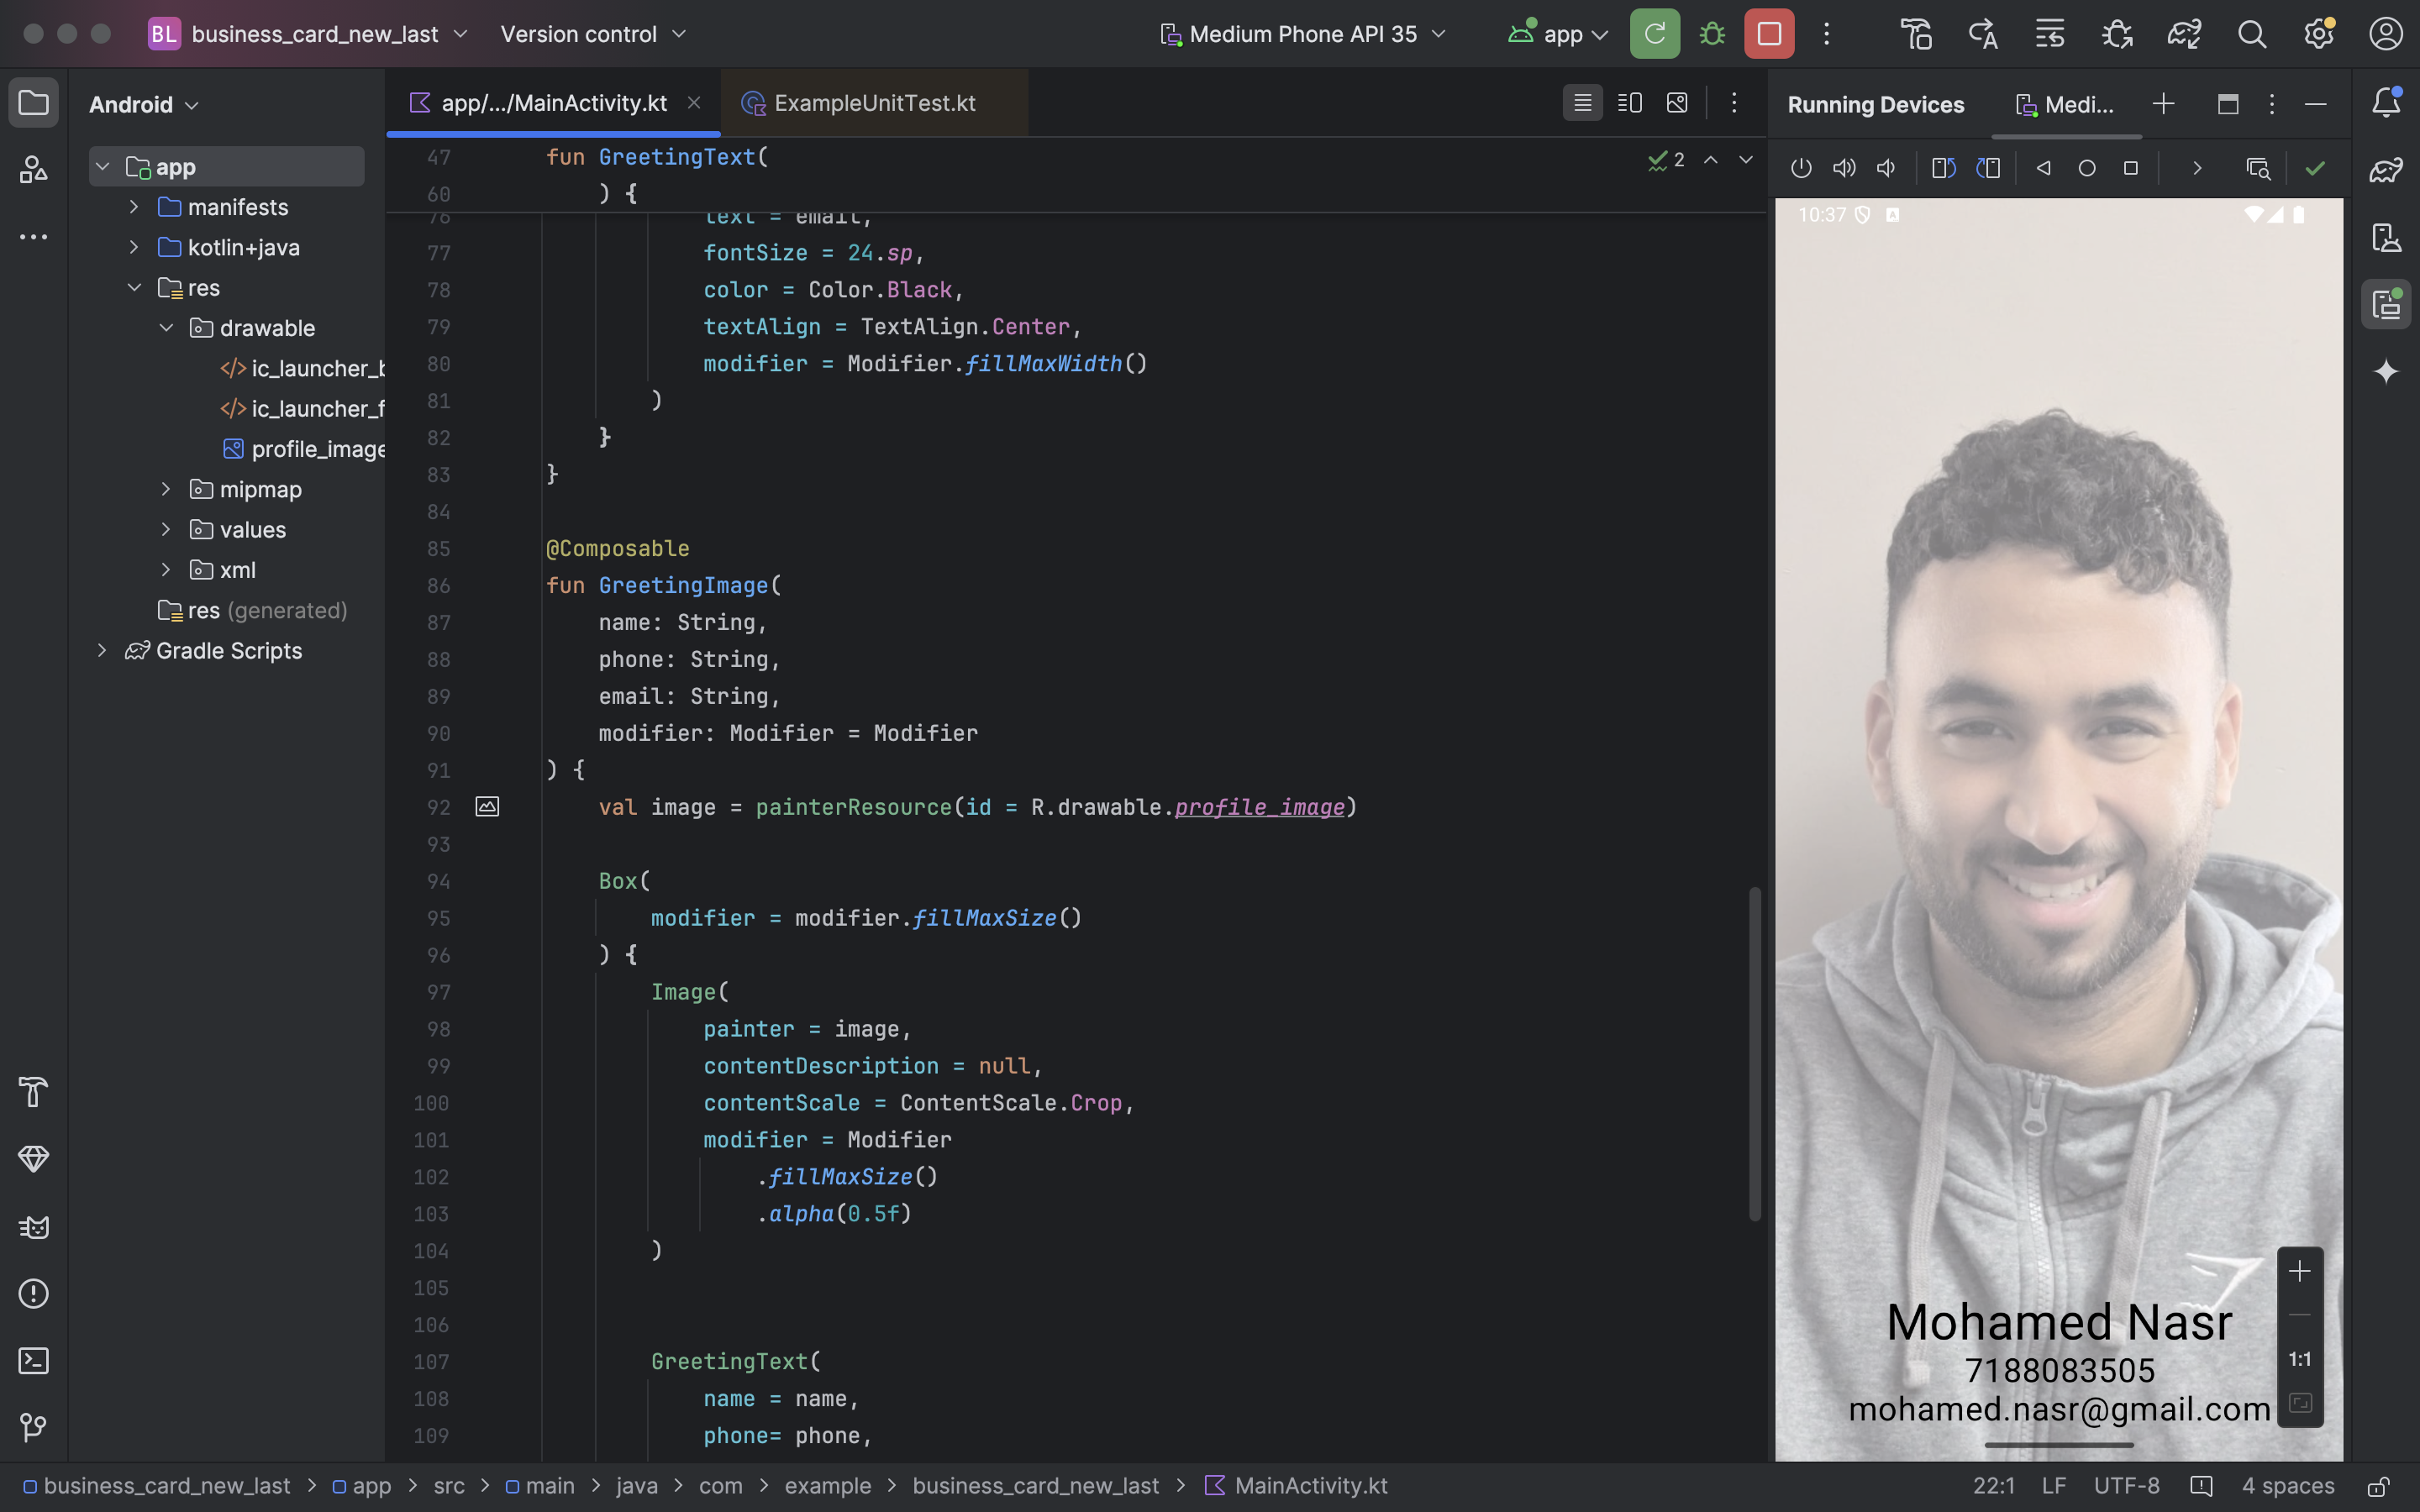 BL business_card_new_last Version control Medium Phone API 35 app
Android
app
manifests
kotlin+java
res
drawable
ic_launcher_b
ic_launcher_f
profile_image
mipmap
values
xml
res (generated)
Gradle Scripts
app/.../MainActivity.kt ExampleUnitTest.kt
2
47 fun GreetingText(
60 ) {
76 text = email,
77 fontSize = 24.sp,
78 color = Color.Black,
79 textAlign = TextAlign.Center,
80 modifier = Modifier.fillMaxWidth()
81 )
82 }
83 }
84
85 @Composable
86 fun GreetingImage(
87 name: String,
88 phone: String,
89 email: String,
90 modifier: Modifier = Modifier
91 ) {
92 val image = painterResource(id = R.drawable.profile_image)
93
94 Box(
95 modifier = modifier.fillMaxSize()
96 ) {
97 Image(
98 painter = image,
99 contentDescription = null,
100 contentScale = ContentScale.Crop,
101 modifier = Modifier
102 .fillMaxSize()
103 .alpha(0.5f)
104 )
105
106
107 GreetingText(
108 name = name,
109 phone= phone,
Running Devices Medi...
10:37
Mohamed Nasr
7188083505
mohamed.nasr@gmail.com
1:1
business_card_new_last > app > src > main > java > com > example > business_card_new_last > MainActivity.kt
22:1 LF UTF-8 4 spaces